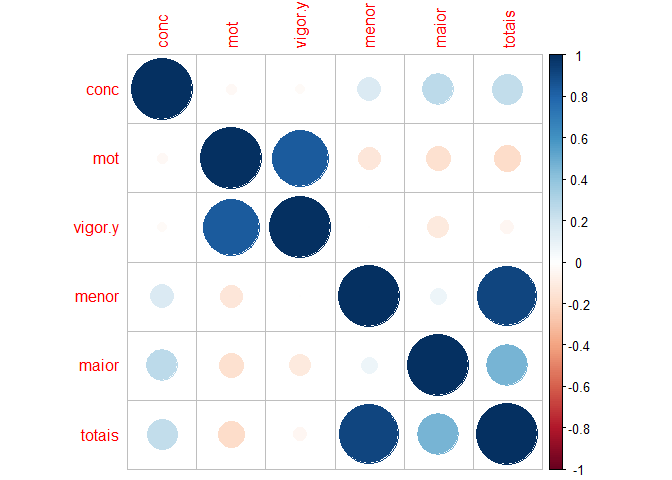 conc
mot
vigor.y
menor
maior
totais
conc
mot
vigor.y
menor
maior
totais
1
0.8
0.6
0.4
0.2
0
-0.2
-0.4
-0.6
-0.8
-1